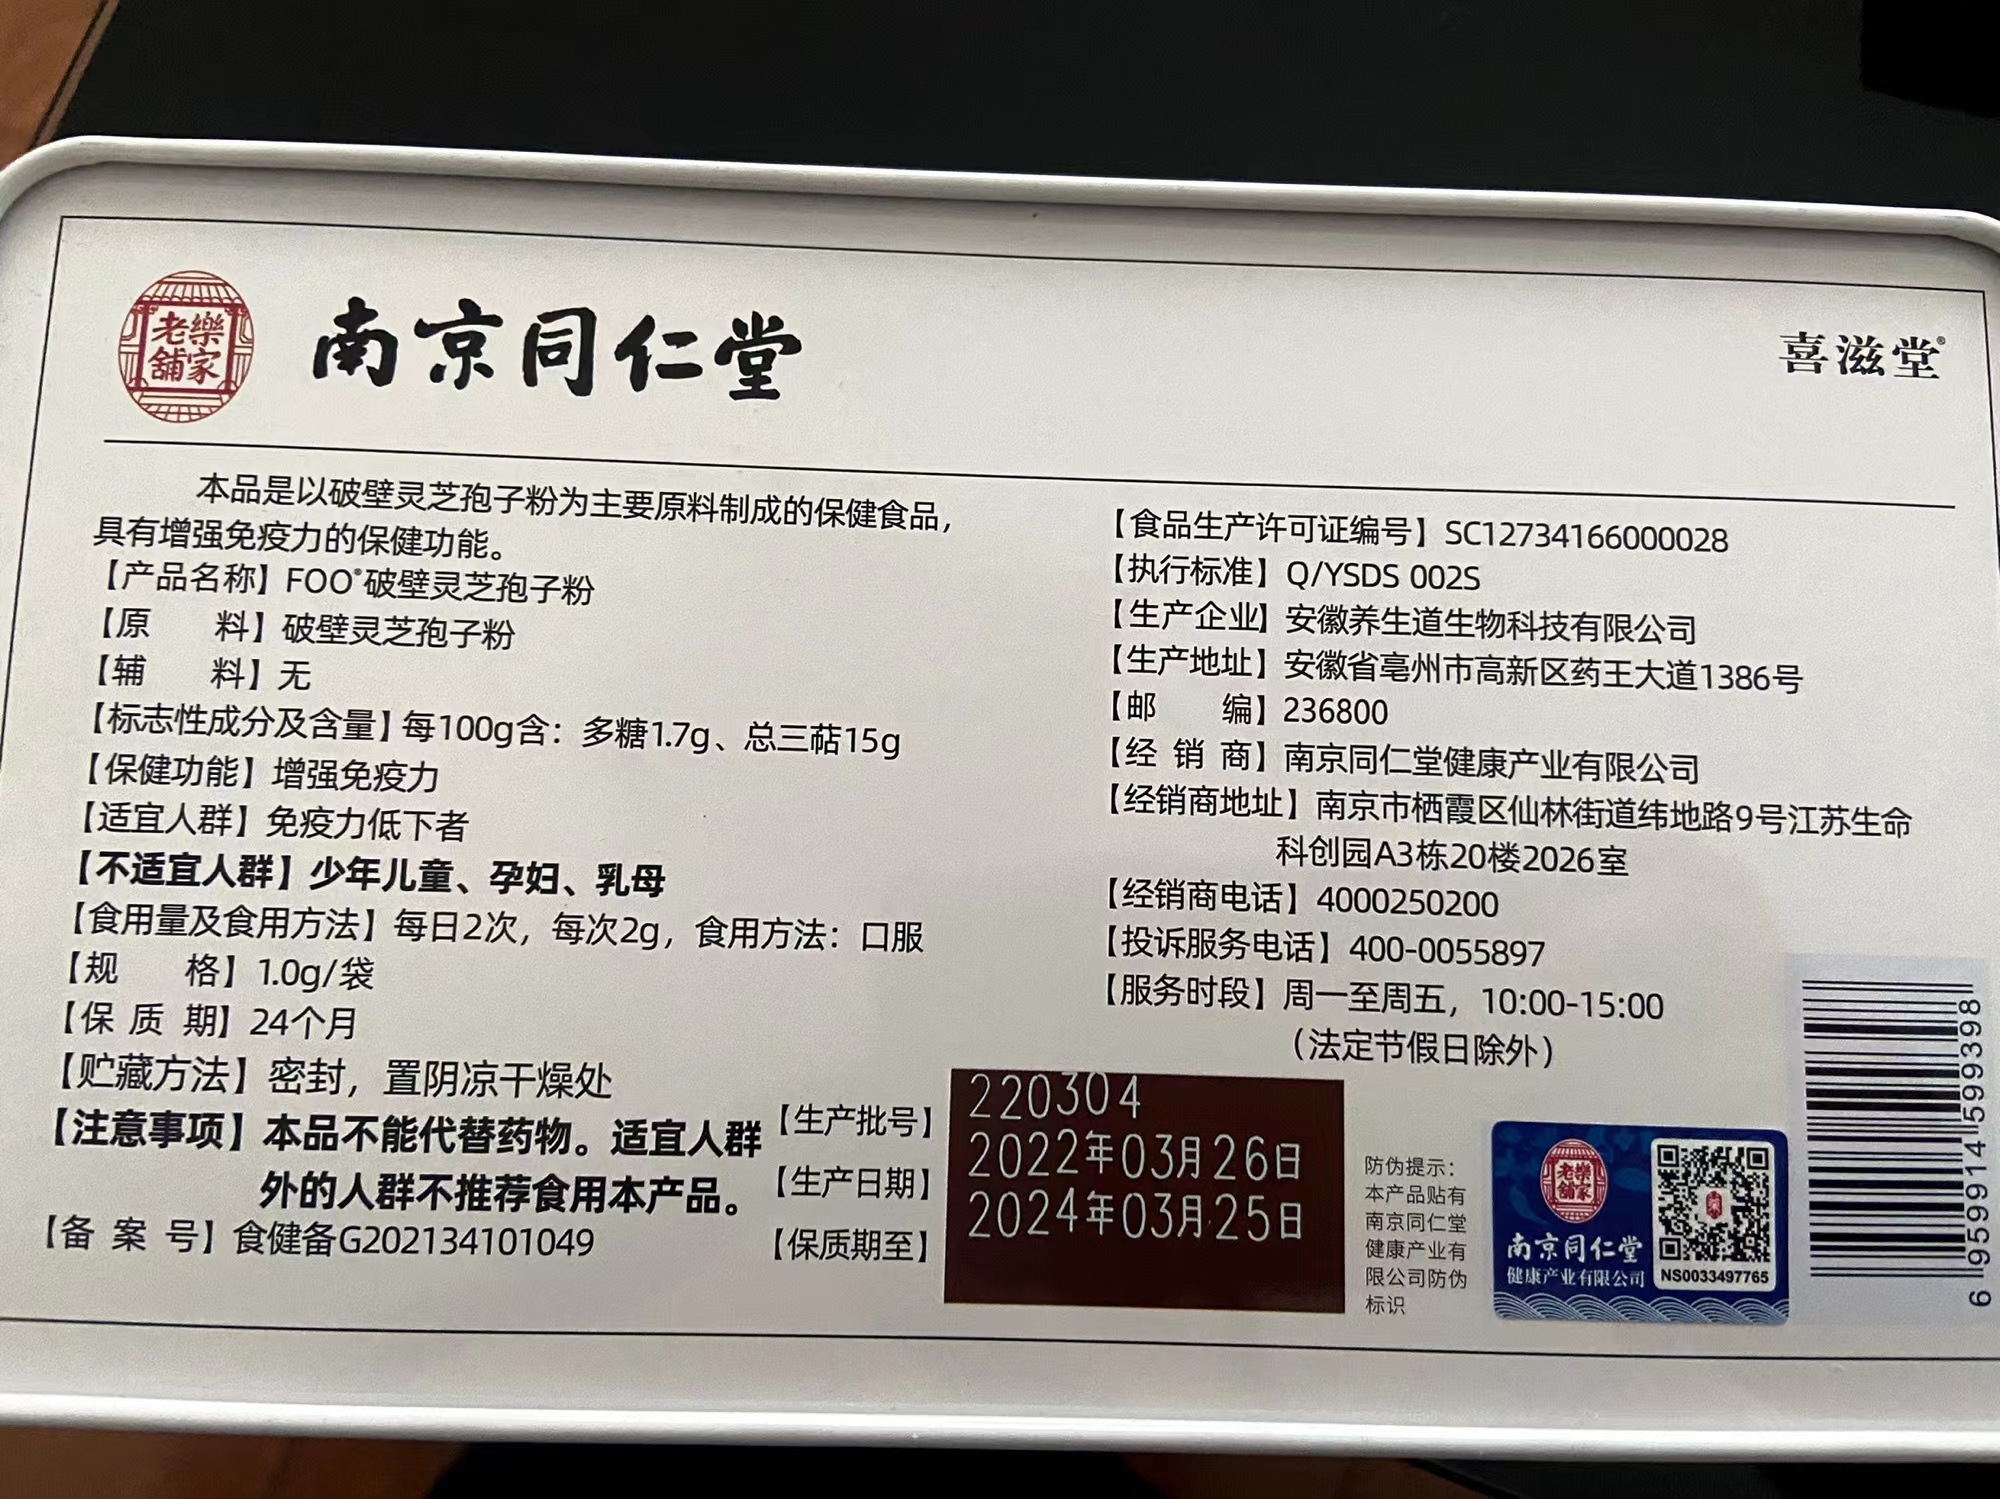 樂家老舖
南京同仁堂
喜滋堂®
本品是以破壁灵芝孢子粉为主要原料制成的保健食品，
具有增强免疫力的保健功能。
【产品名称】FOO®破壁灵芝孢子粉
【原 料】破壁灵芝孢子粉
【辅 料】无
【标志性成分及含量】每100g含：多糖1.7g、总三萜15g
【保健功能】增强免疫力
【适宜人群】免疫力低下者
【不适宜人群】少年儿童、孕妇、乳母
【食用量及食用方法】每日2次，每次2g，食用方法：口服
【规 格】1.0g/袋
【保 质 期】24个月
【贮藏方法】密封，置阴凉干燥处
【注意事项】本品不能代替药物。适宜人群
外的人群不推荐食用本产品。
【备 案 号】食健备G202134101049
【食品生产许可证编号】SC12734166000028
【执行标准】Q/YSDS 002S
【生产企业】安徽养生道生物科技有限公司
【生产地址】安徽省亳州市高新区药王大道1386号
【邮 编】236800
【经 销 商】南京同仁堂健康产业有限公司
【经销商地址】南京市栖霞区仙林街道纬地路9号江苏生命
科创园A3栋20楼2026室
【经销商电话】4000250200
【投诉服务电话】400-0055897
【服务时段】周一至周五，10:00-15:00
（法定节假日除外）
【生产批号】220304
【生产日期】2022年03月26日
【保质期至】2024年03月25日
防伪提示：
本产品贴有
南京同仁堂
健康产业有
限公司防伪
标识
樂家老舖
南京同仁堂
健康产业有限公司
NS0033497765
6 959914 599398